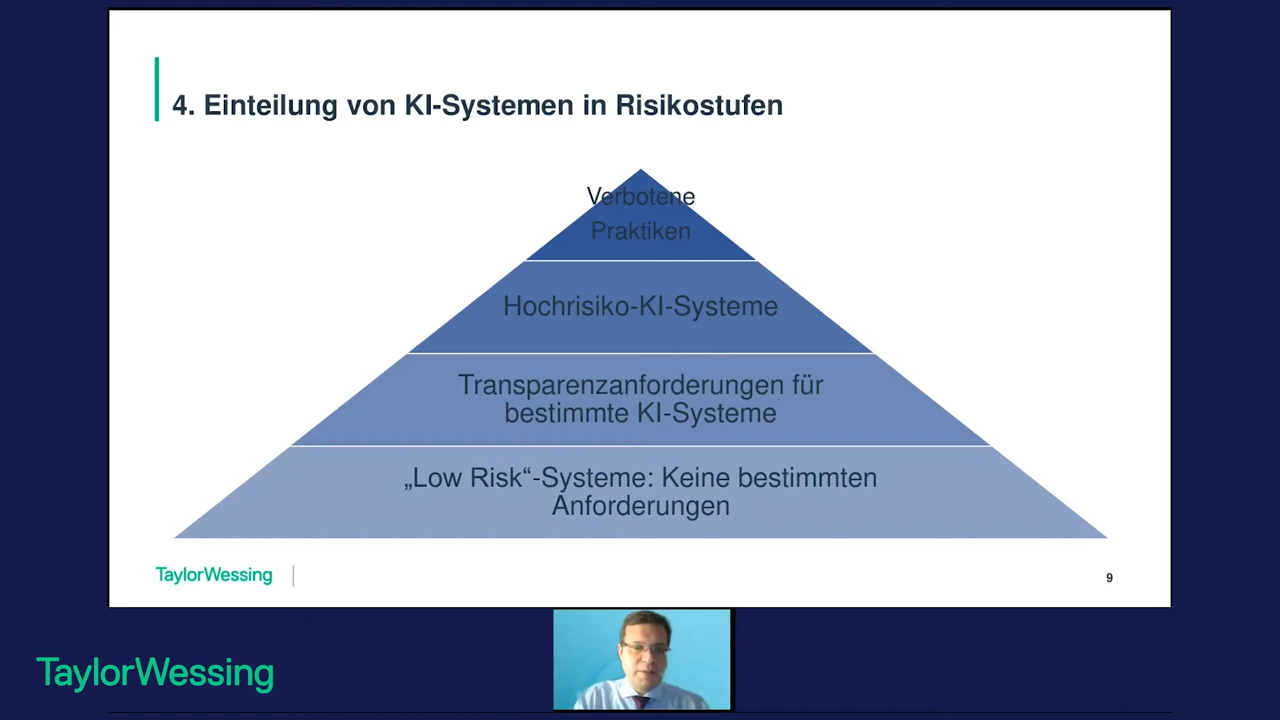 4. Einteilung von KI-Systemen in Risikostufen
Verbotene
Praktiken
Hochrisiko-KI-Systeme
Transparenzanforderungen für
bestimmte KI-Systeme
„Low Risk“-Systeme: Keine bestimmten
Anforderungen
TaylorWessing
9
TaylorWessing